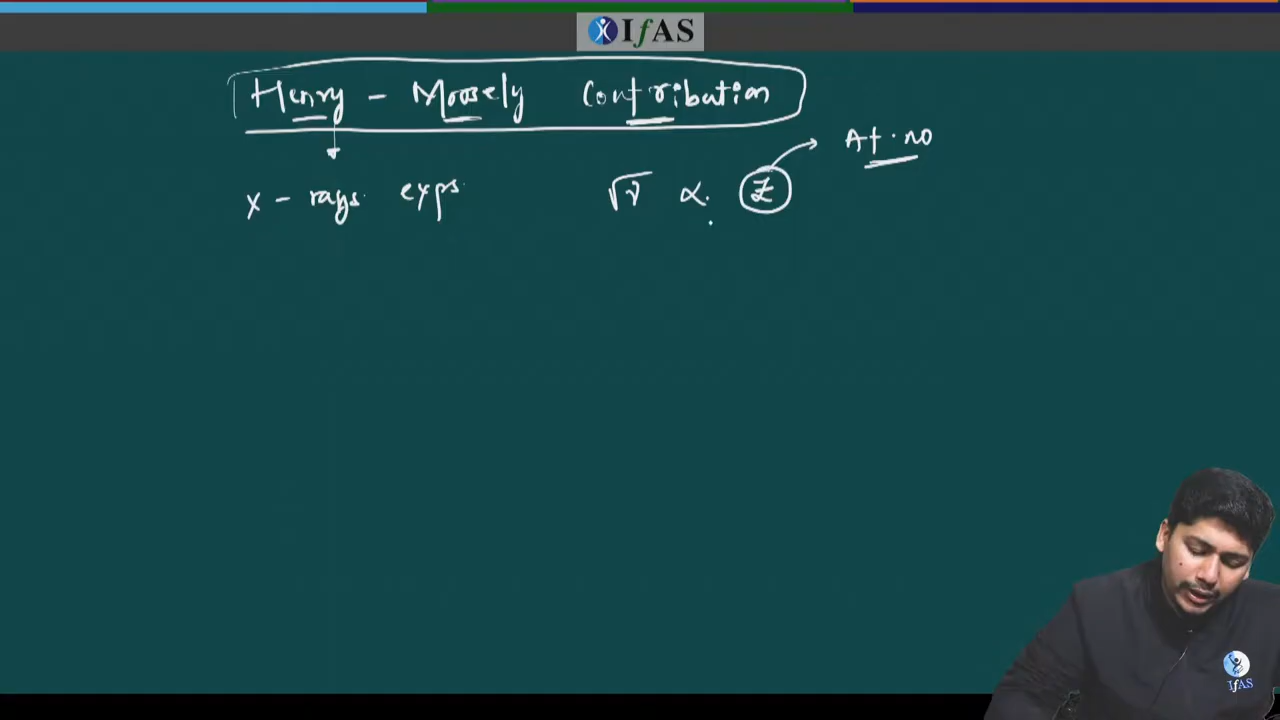 IfAS
Henry - Moosely Contribution
At. no
x - rays exps. √ν ∝ Z
IfAS